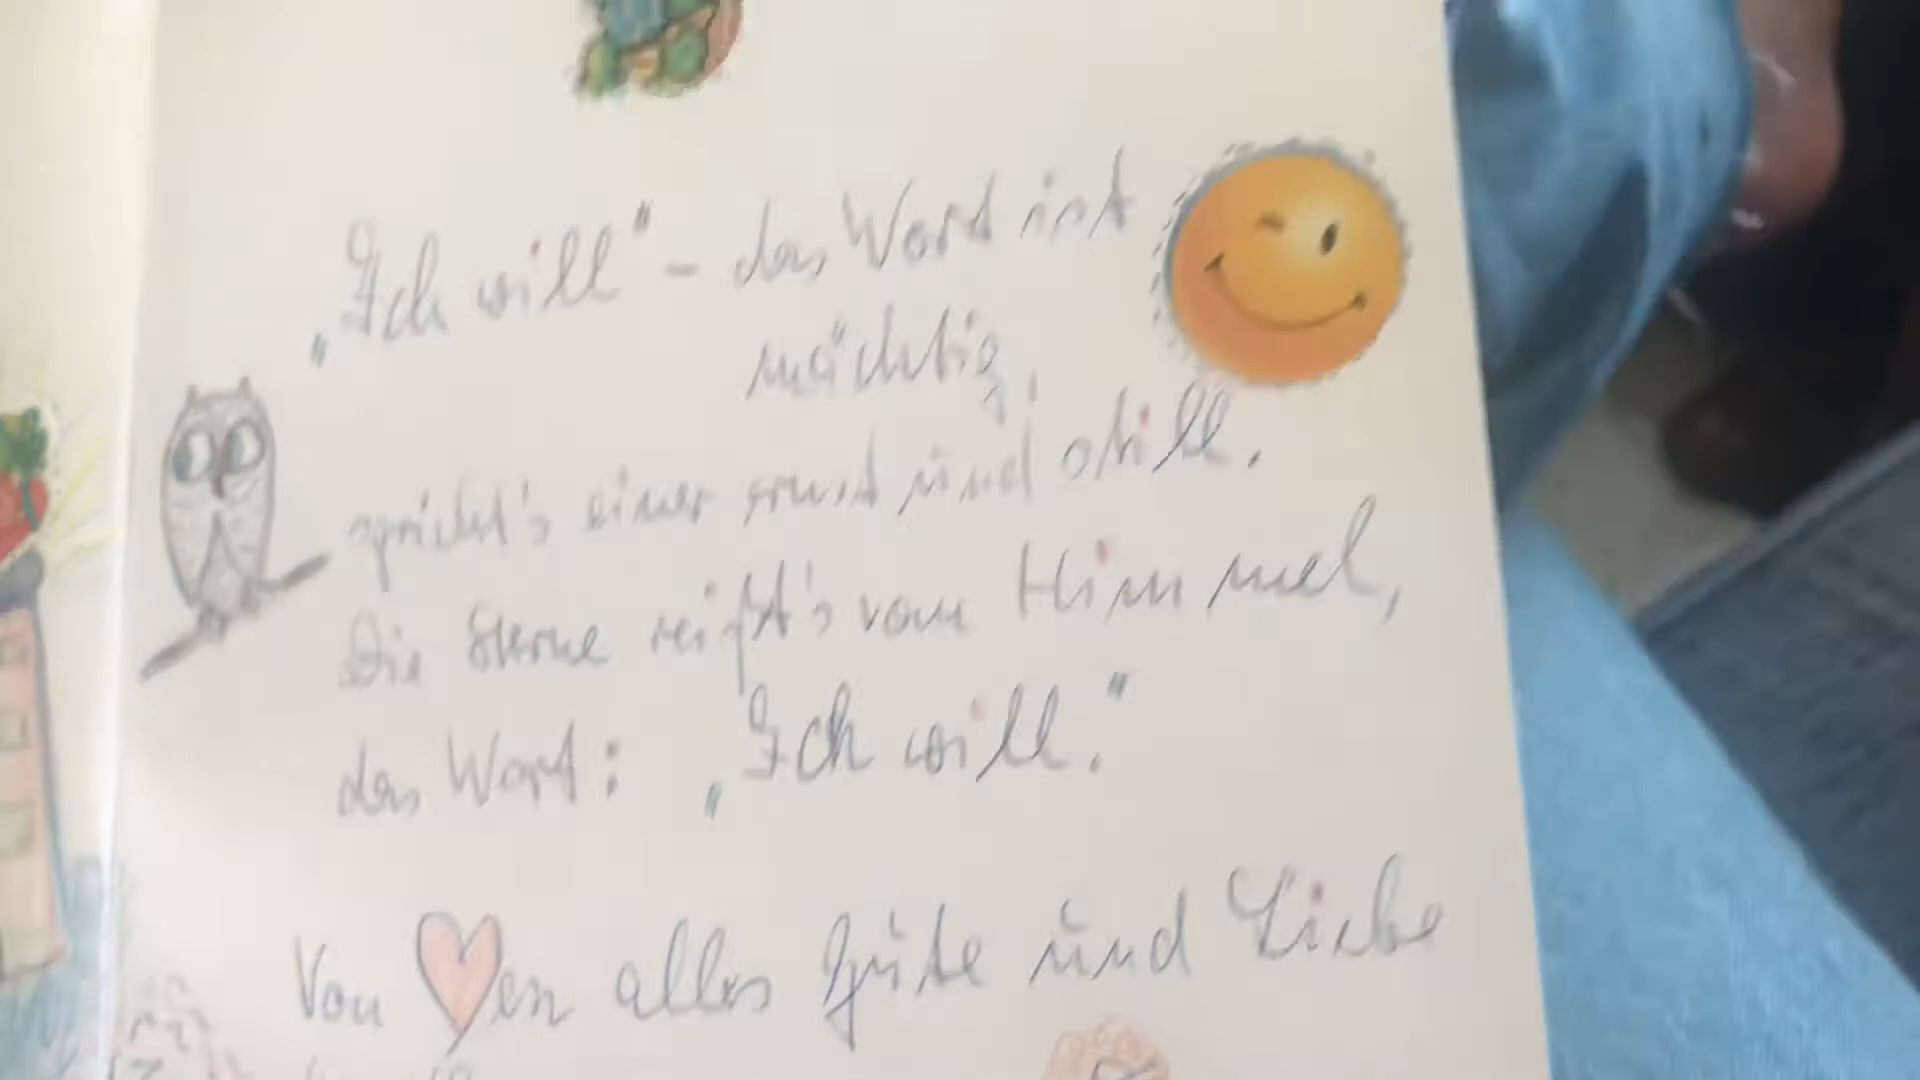 „Ich will“ – das Wort ist
mächtig,
spricht's einer ernst und still.
Die Sterne reißt's vom Himmel,
das Wort: „Ich will.“
Von ♥en alles Gute und Liebe